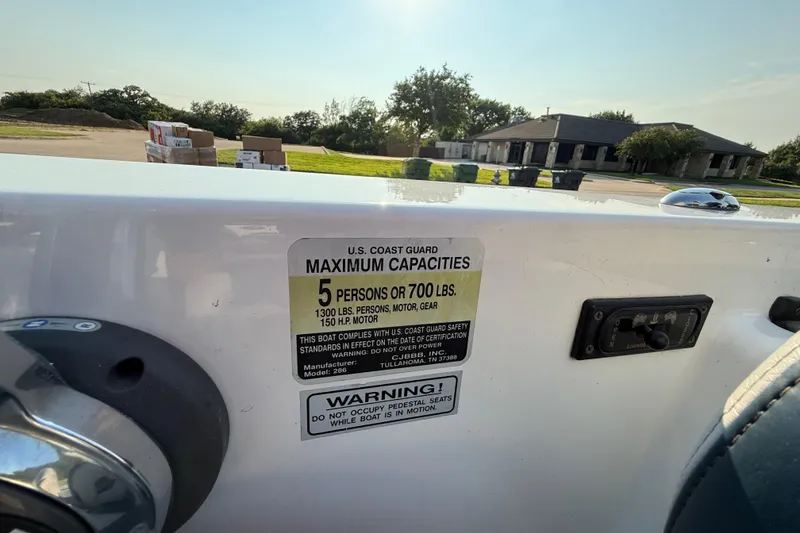 U.S. COAST GUARD
MAXIMUM CAPACITIES
5 PERSONS OR 700 LBS.
1300 LBS. PERSONS, MOTOR, GEAR
150 H.P. MOTOR
THIS BOAT COMPLIES WITH U.S. COAST GUARD SAFETY
STANDARDS IN EFFECT ON THE DATE OF CERTIFICATION
WARNING: DO NOT OVER POWER
Manufacturer: CJBBB, INC.
Model: 286 TULLAHOMA, TN 37388
WARNING!
DO NOT OCCUPY PEDESTAL SEATS
WHILE BOAT IS IN MOTION.